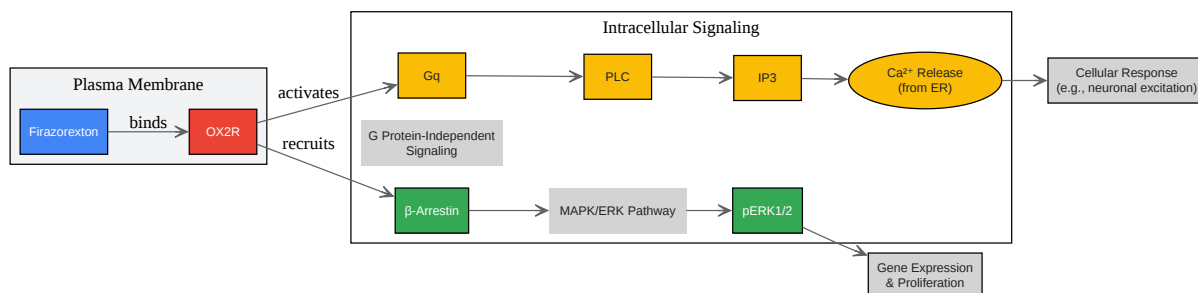 Intracellular Signaling
Plasma Membrane
Firazorexton
binds
OX2R
activates
recruits
Gq
PLC
IP3
Ca²⁺ Release
(from ER)
Cellular Response
(e.g., neuronal excitation)
G Protein-Independent
Signaling
β-Arrestin
MAPK/ERK Pathway
pERK1/2
Gene Expression
& Proliferation